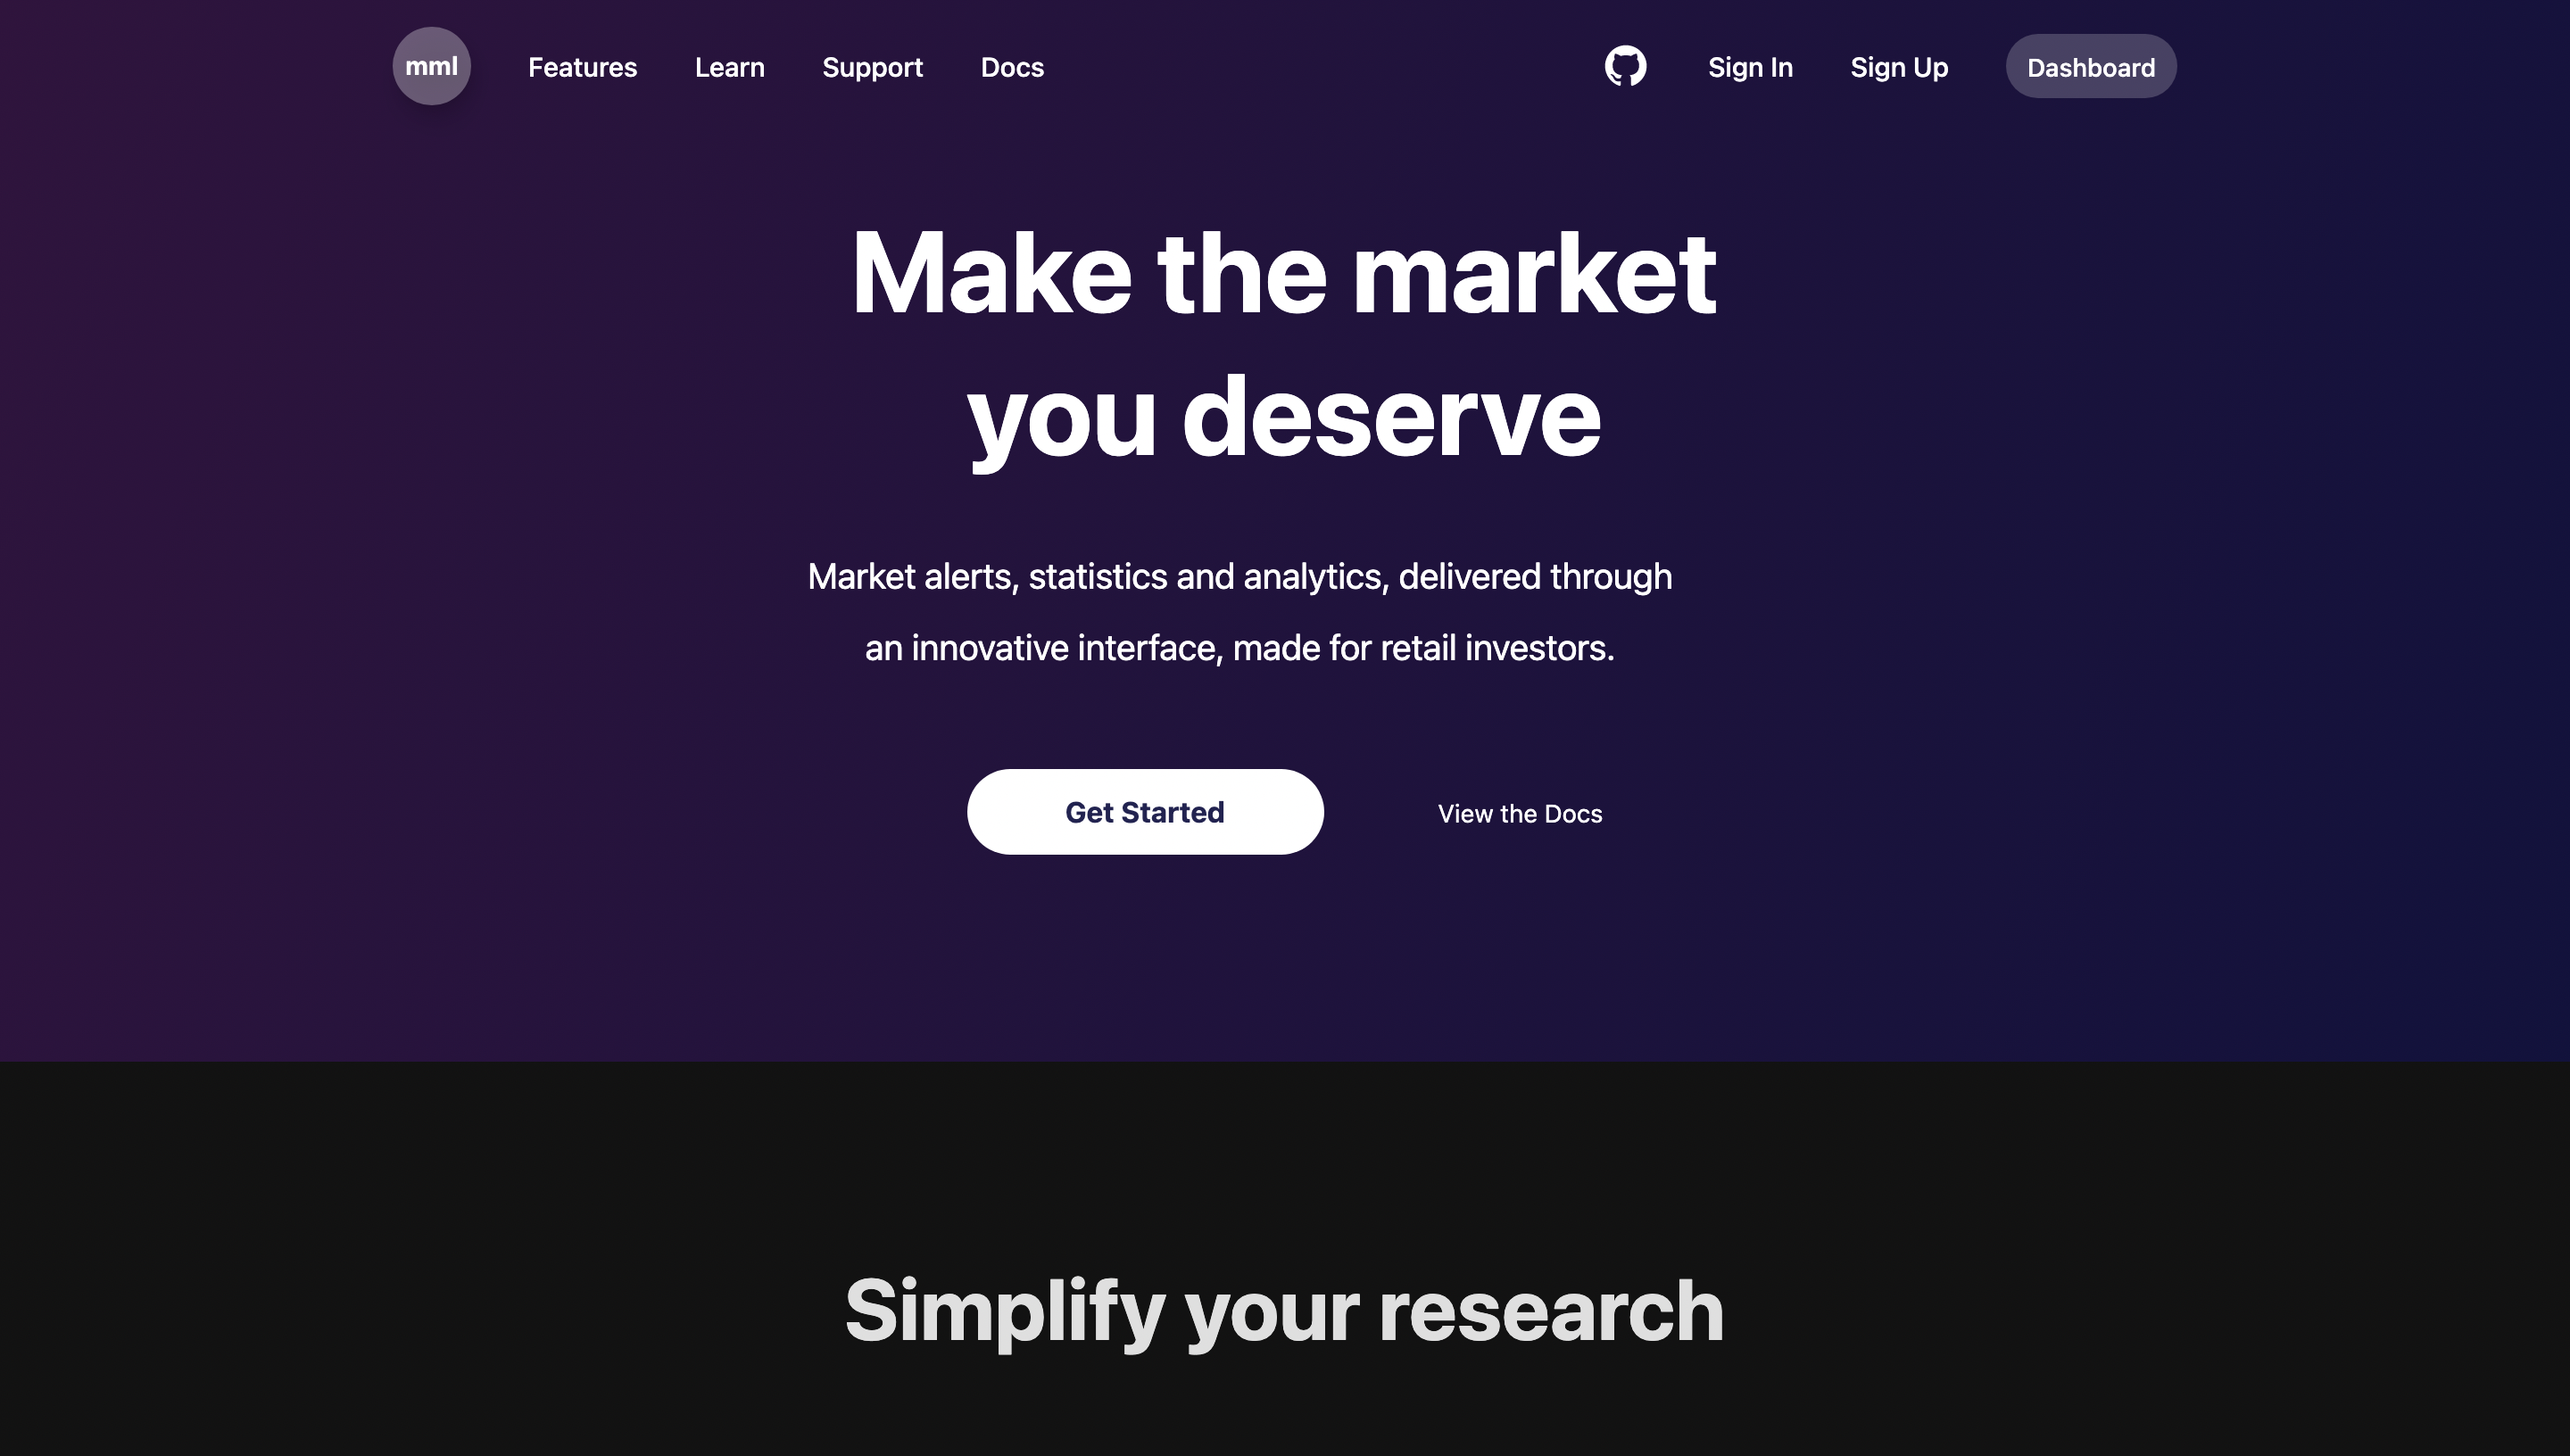 mml Features Learn Support Docs Sign In Sign Up Dashboard
Make the market
you deserve
Market alerts, statistics and analytics, delivered through
an innovative interface, made for retail investors.
Get Started View the Docs
Simplify your research